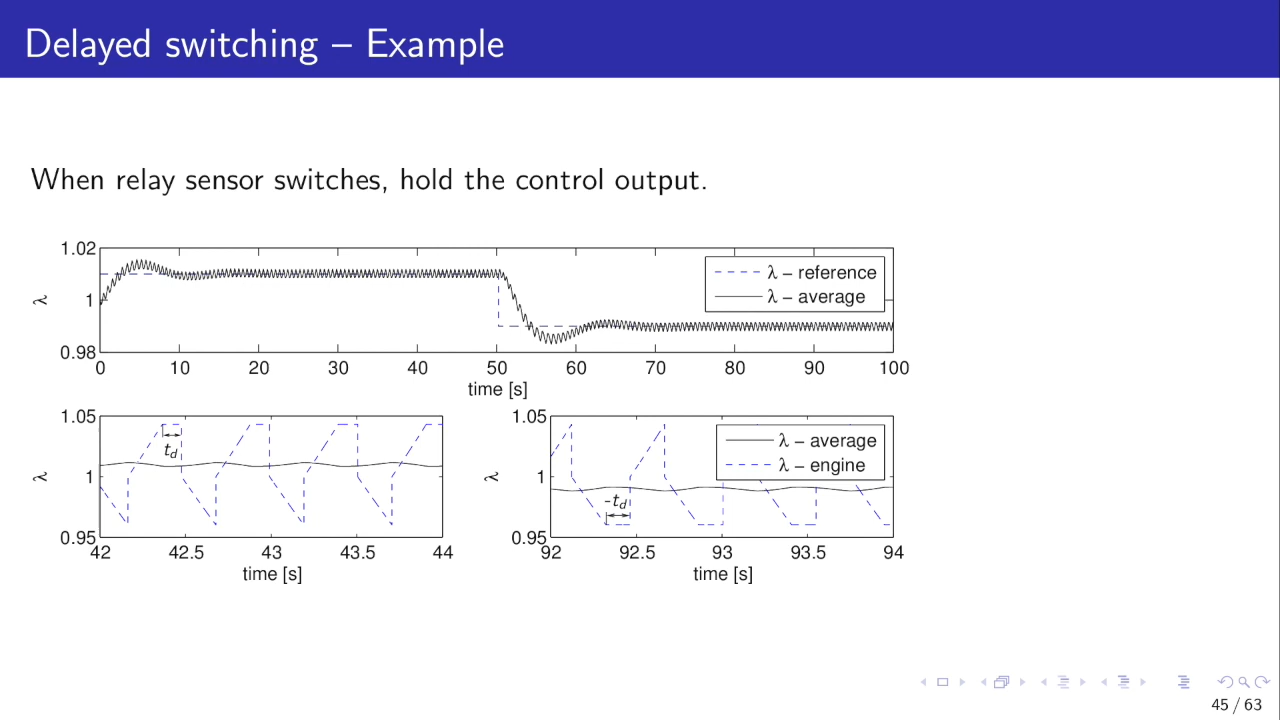 Delayed switching – Example
When relay sensor switches, hold the control output.
1.02
1
0.98
λ
λ – reference
λ – average
0 10 20 30 40 50 60 70 80 90 100
time [s]
1.05
1
0.95
λ
t_d
42 42.5 43 43.5 44
time [s]
1.05
1
0.95
λ
λ – average
λ – engine
-t_d
92 92.5 93 93.5 94
time [s]
45 / 63